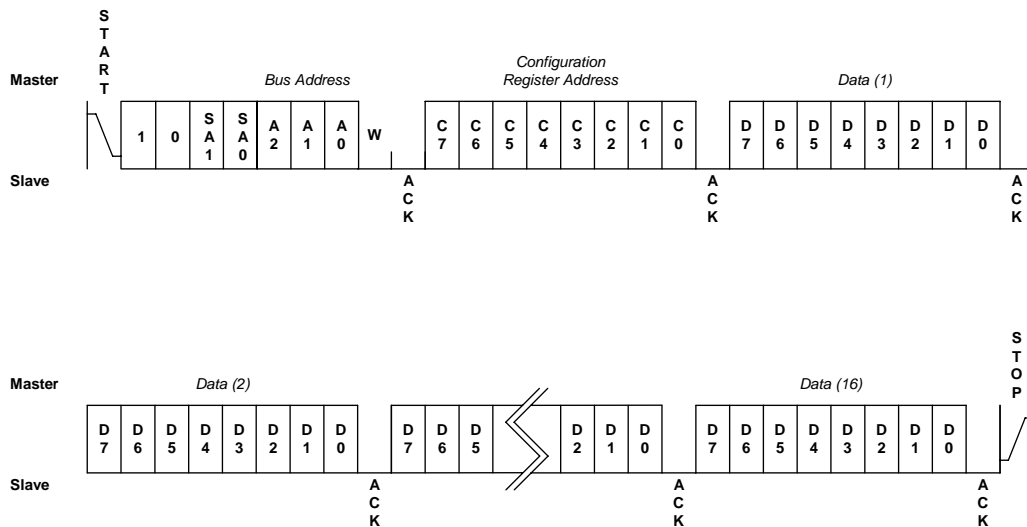 START
Master
Bus Address
Configuration
Register Address
Data (1)
1 0 SA1 SA0 A2 A1 A0 W
C7 C6 C5 C4 C3 C2 C1 C0
D7 D6 D5 D4 D3 D2 D1 D0
Slave
ACK
ACK
ACK
STOP
Master
Data (2)
Data (16)
D7 D6 D5 D4 D3 D2 D1 D0
D7 D6 D5
D2 D1 D0
D7 D6 D5 D4 D3 D2 D1 D0
Slave
ACK
ACK
ACK